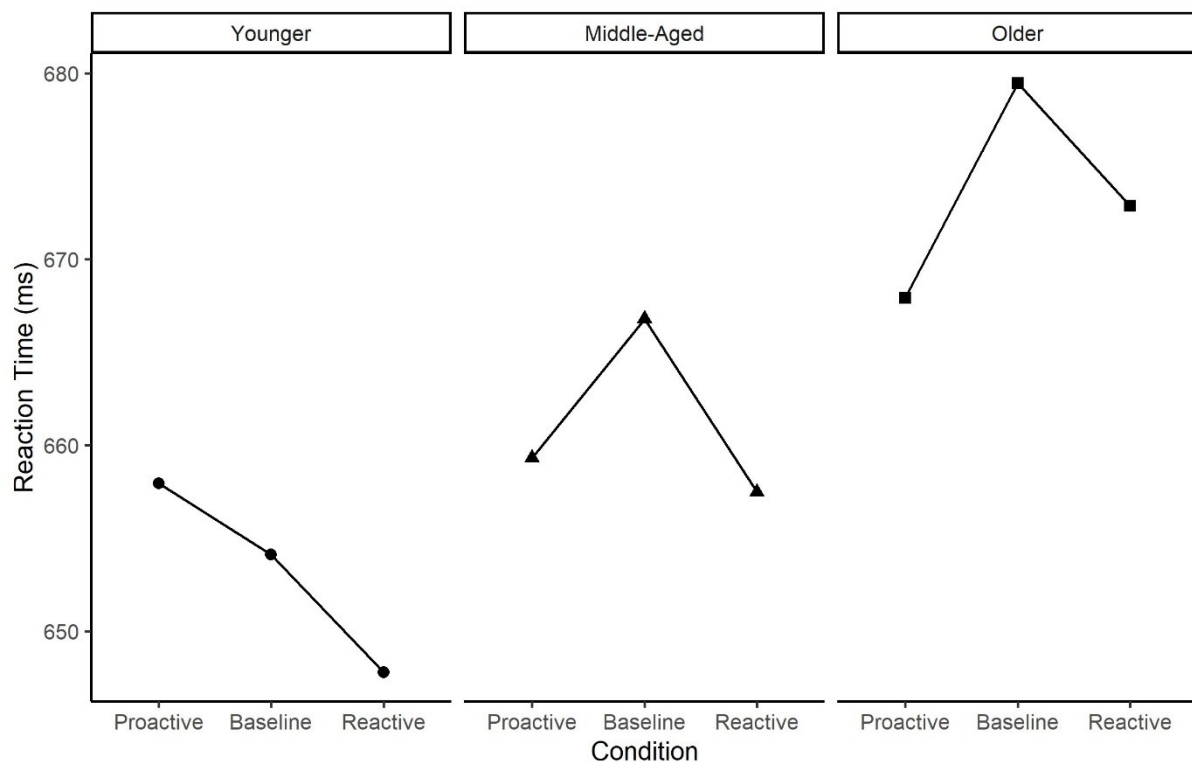 Younger
Middle-Aged
Older
Reaction Time (ms)
680
670
660
650
Proactive Baseline Reactive
Proactive Baseline Reactive
Proactive Baseline Reactive
Condition